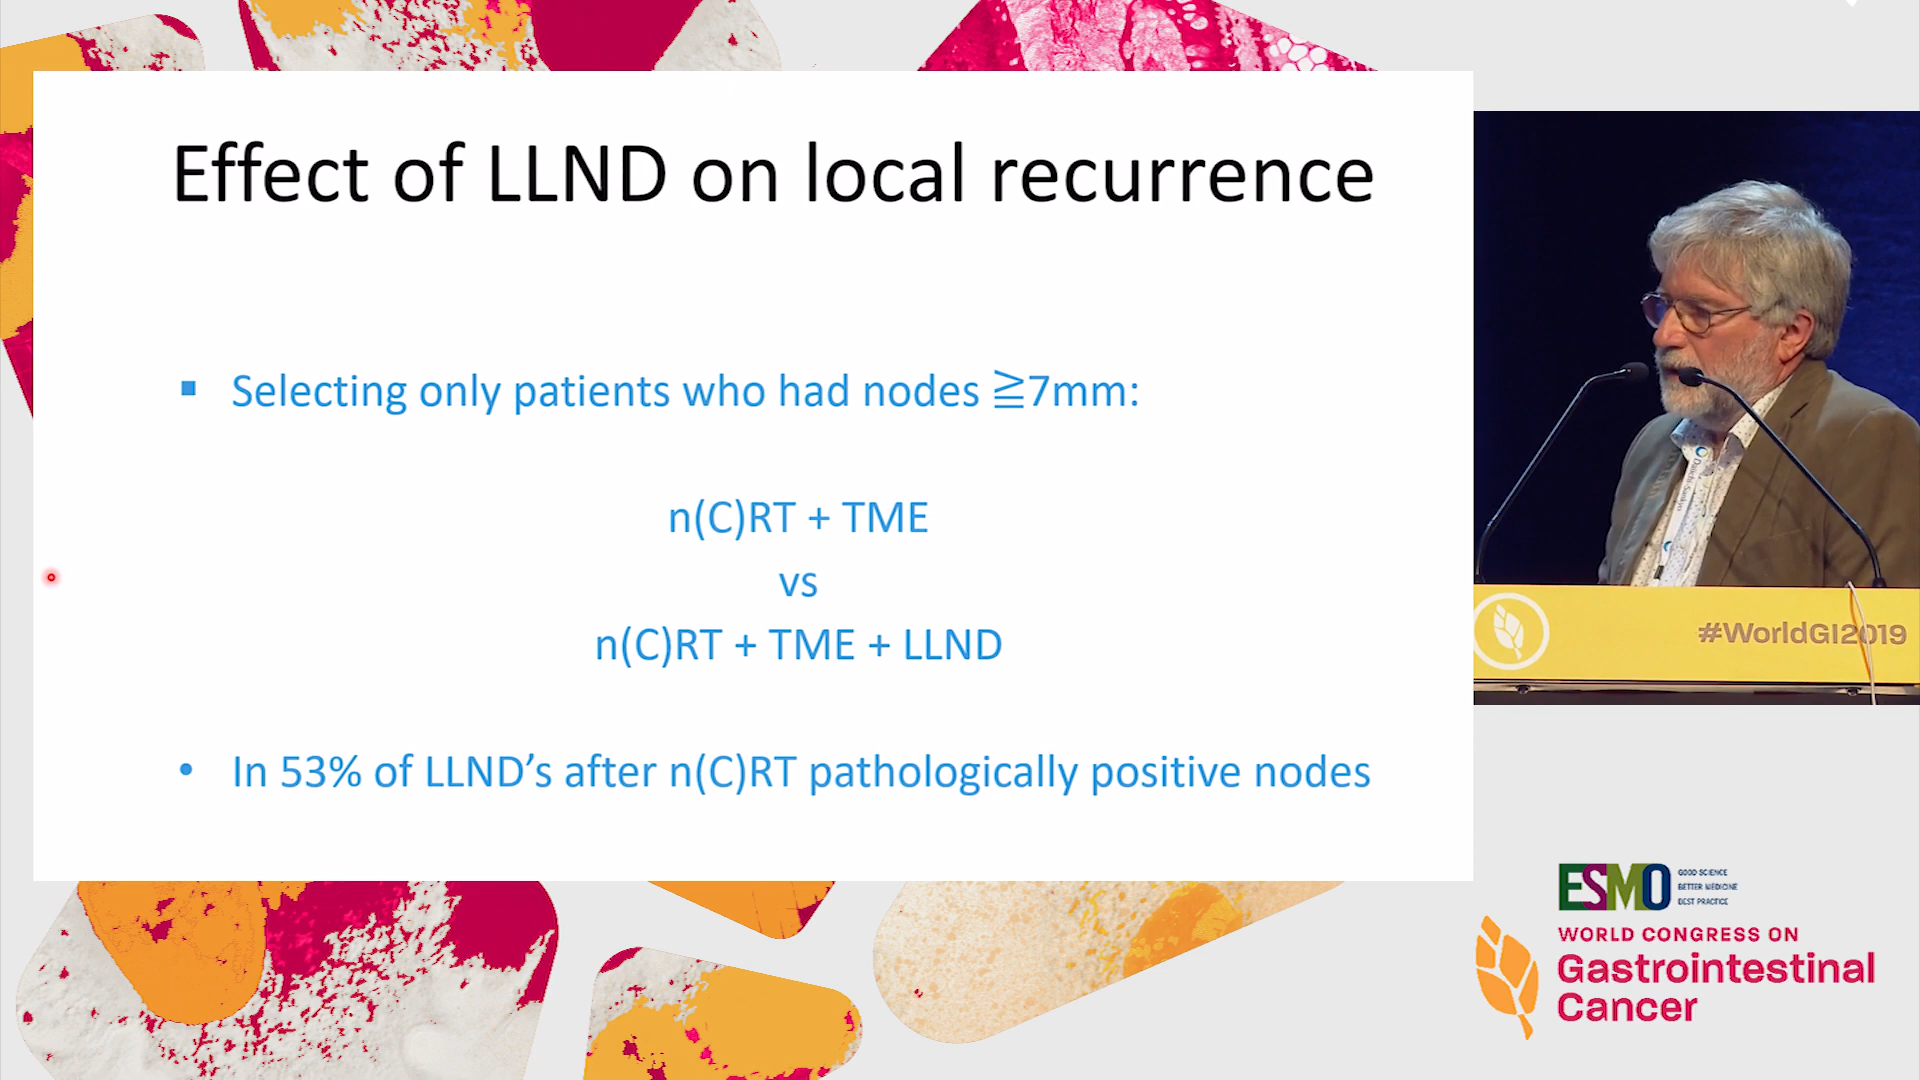 Effect of LLND on local recurrence
▪ Selecting only patients who had nodes ≧7mm:
n(C)RT + TME
vs
n(C)RT + TME + LLND
• In 53% of LLND’s after n(C)RT pathologically positive nodes
Daiichi-Sankyo
#WorldGI2019
ESMO
GOOD SCIENCE
BETTER MEDICINE
BEST PRACTICE
WORLD CONGRESS ON
Gastrointestinal
Cancer